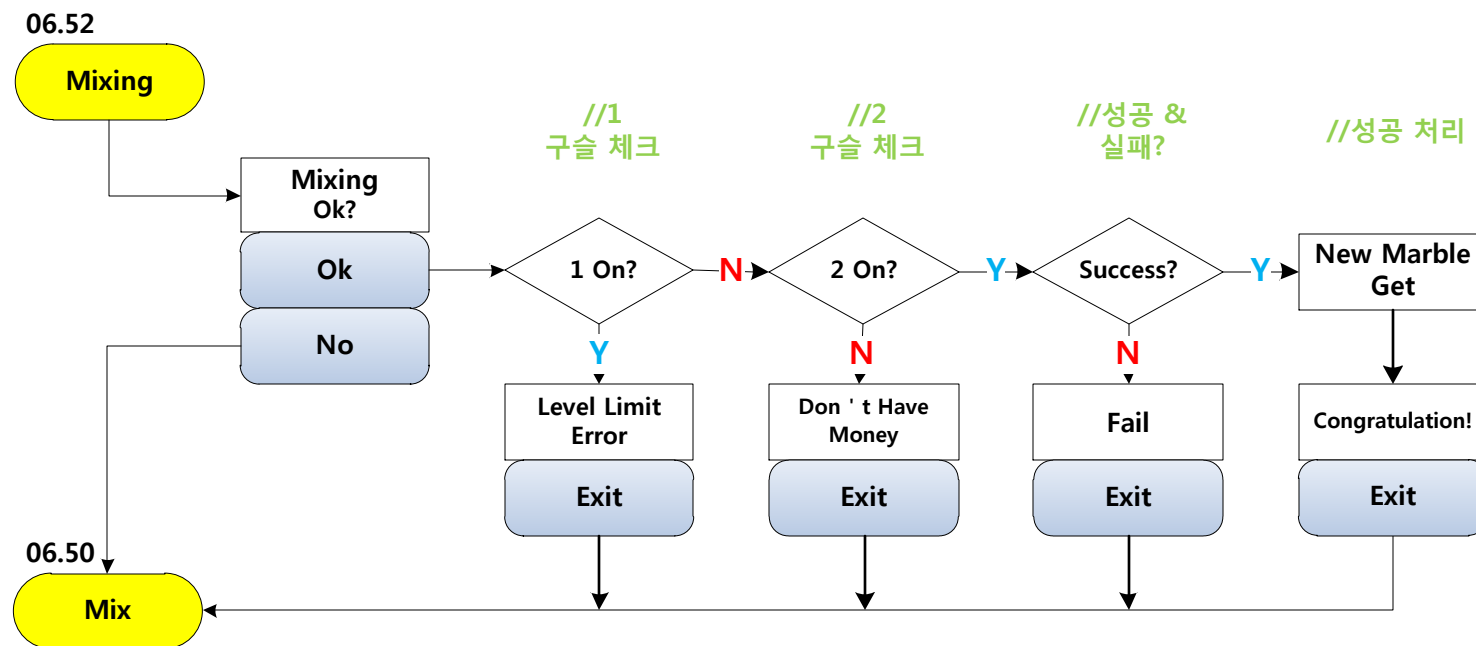 06.52
Mixing
//1
구슬 체크
//2
구슬 체크
//성공 &
실패?
//성공 처리
Mixing
Ok?
Ok
No
1 On?
N
2 On?
Y
Success?
Y
New Marble
Get
Y
N
N
Level Limit
Error
Exit
Don ' t Have
Money
Exit
Fail
Exit
Congratulation!
Exit
06.50
Mix